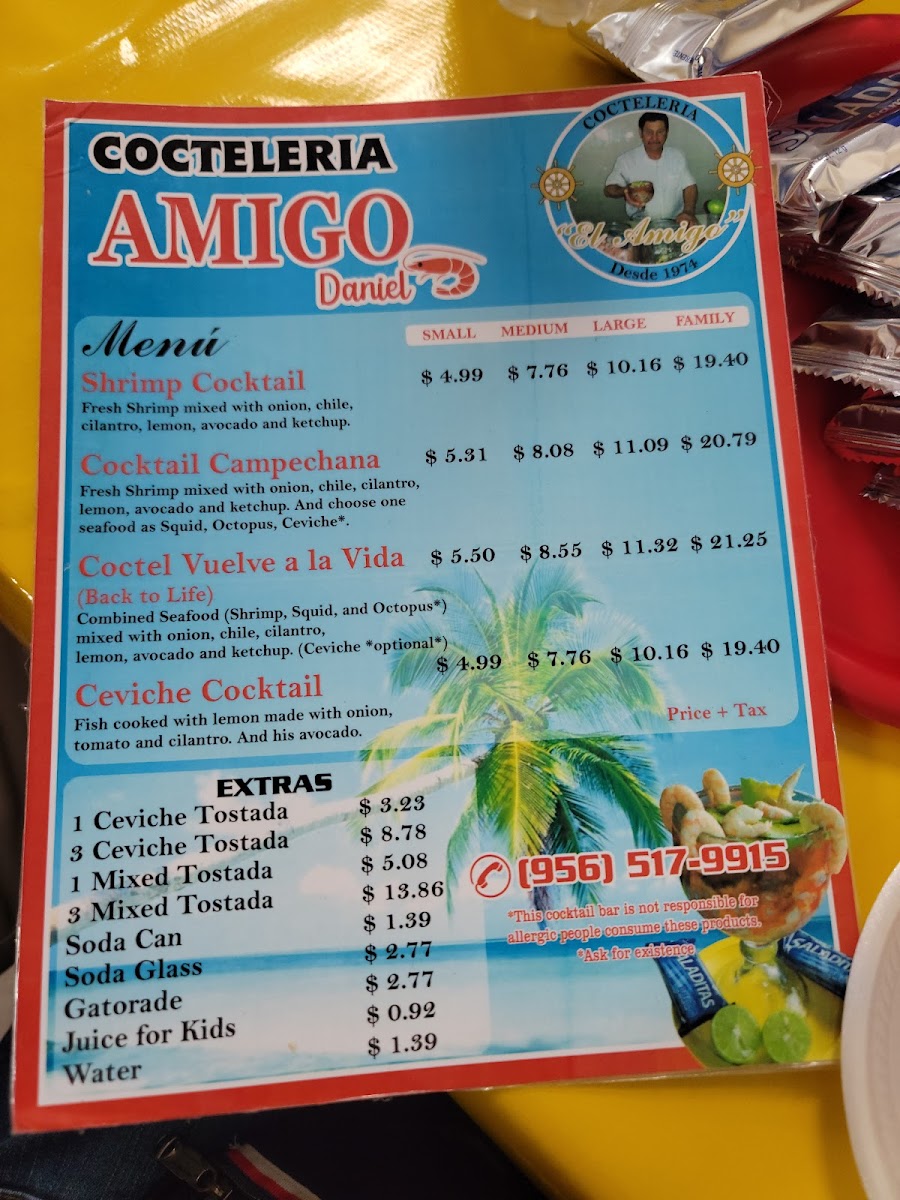 COCTELERIA
AMIGO
Daniel
COCTELERIA
"El Amigo"
Desde 1974
Menú
SMALL MEDIUM LARGE FAMILY
Shrimp Cocktail $ 4.99 $ 7.76 $ 10.16 $ 19.40
Fresh Shrimp mixed with onion, chile,
cilantro, lemon, avocado and ketchup.
Cocktail Campechana $ 5.31 $ 8.08 $ 11.09 $ 20.79
Fresh Shrimp mixed with onion, chile, cilantro,
lemon, avocado and ketchup. And choose one
seafood as Squid, Octopus, Ceviche*.
Coctel Vuelve a la Vida $ 5.50 $ 8.55 $ 11.32 $ 21.25
(Back to Life)
Combined Seafood (Shrimp, Squid, and Octopus*)
mixed with onion, chile, cilantro,
lemon, avocado and ketchup. (Ceviche *optional*)
Ceviche Cocktail $ 4.99 $ 7.76 $ 10.16 $ 19.40
Fish cooked with lemon made with onion,
tomato and cilantro. And his avocado.
Price + Tax
EXTRAS
1 Ceviche Tostada $ 3.23
3 Ceviche Tostada $ 8.78
1 Mixed Tostada $ 5.08
3 Mixed Tostada $ 13.86
Soda Can $ 1.39
Soda Glass $ 2.77
Gatorade $ 2.77
Juice for Kids $ 0.92
Water $ 1.39
(956) 517-9915
*This cocktail bar is not responsible for
allergic people consume these products.
*Ask for existence
LADITAS